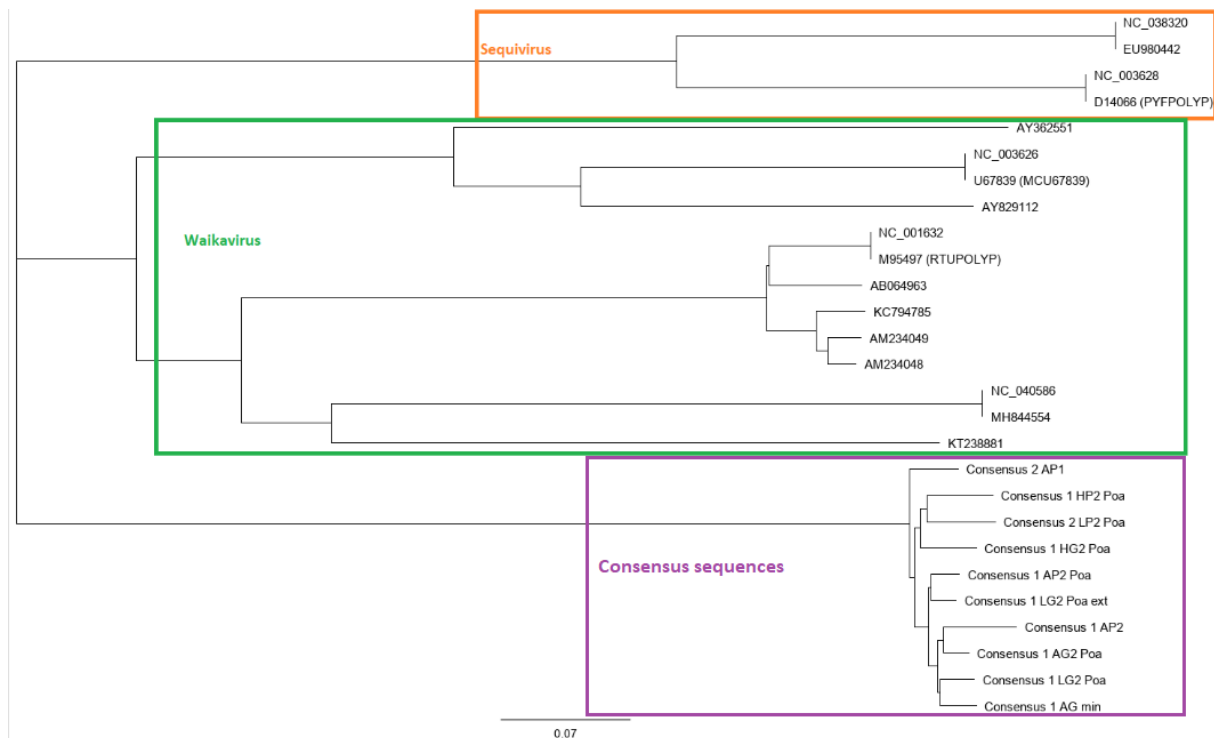 NC_038320
Sequivirus
EU980442
NC_003628
D14066 (PYFPOLYP)
AY362551
NC_003626
U67839 (MCU67839)
AY829112
Waikavirus
NC_001632
M95497 (RTUPOLYP)
AB064963
KC794785
AM234049
AM234048
NC_040586
MH844554
KT238881
Consensus 2 AP1
Consensus 1 HP2 Poa
Consensus 2 LP2 Poa
Consensus 1 HG2 Poa
Consensus sequences
Consensus 1 AP2 Poa
Consensus 1 LG2 Poa ext
Consensus 1 AP2
Consensus 1 AG2 Poa
Consensus 1 LG2 Poa
Consensus 1 AG min
0.07